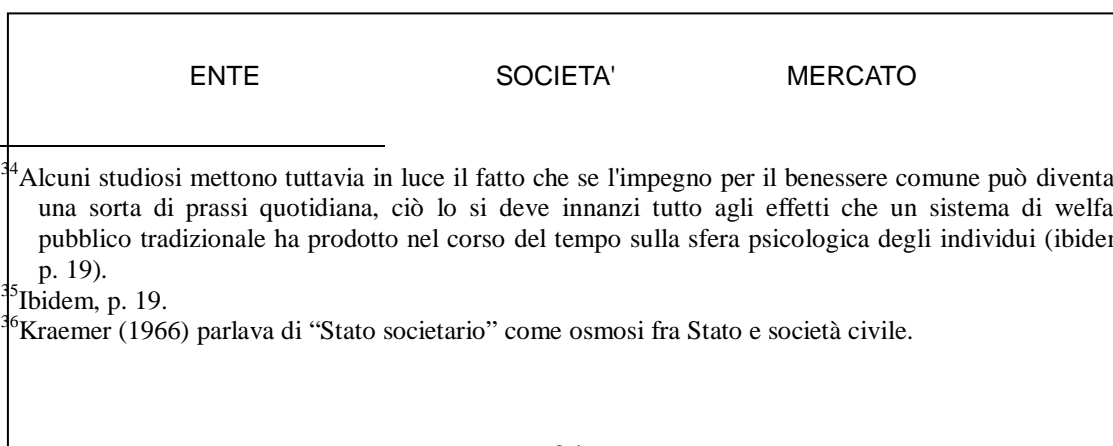 ENTE SOCIETA' MERCATO
34Alcuni studiosi mettono tuttavia in luce il fatto che se l'impegno per il benessere comune può diventa
una sorta di prassi quotidiana, ciò lo si deve innanzi tutto agli effetti che un sistema di welfa
pubblico tradizionale ha prodotto nel corso del tempo sulla sfera psicologica degli individui (ibidem
p. 19).
35Ibidem, p. 19.
36Kraemer (1966) parlava di “Stato societario” come osmosi fra Stato e società civile.